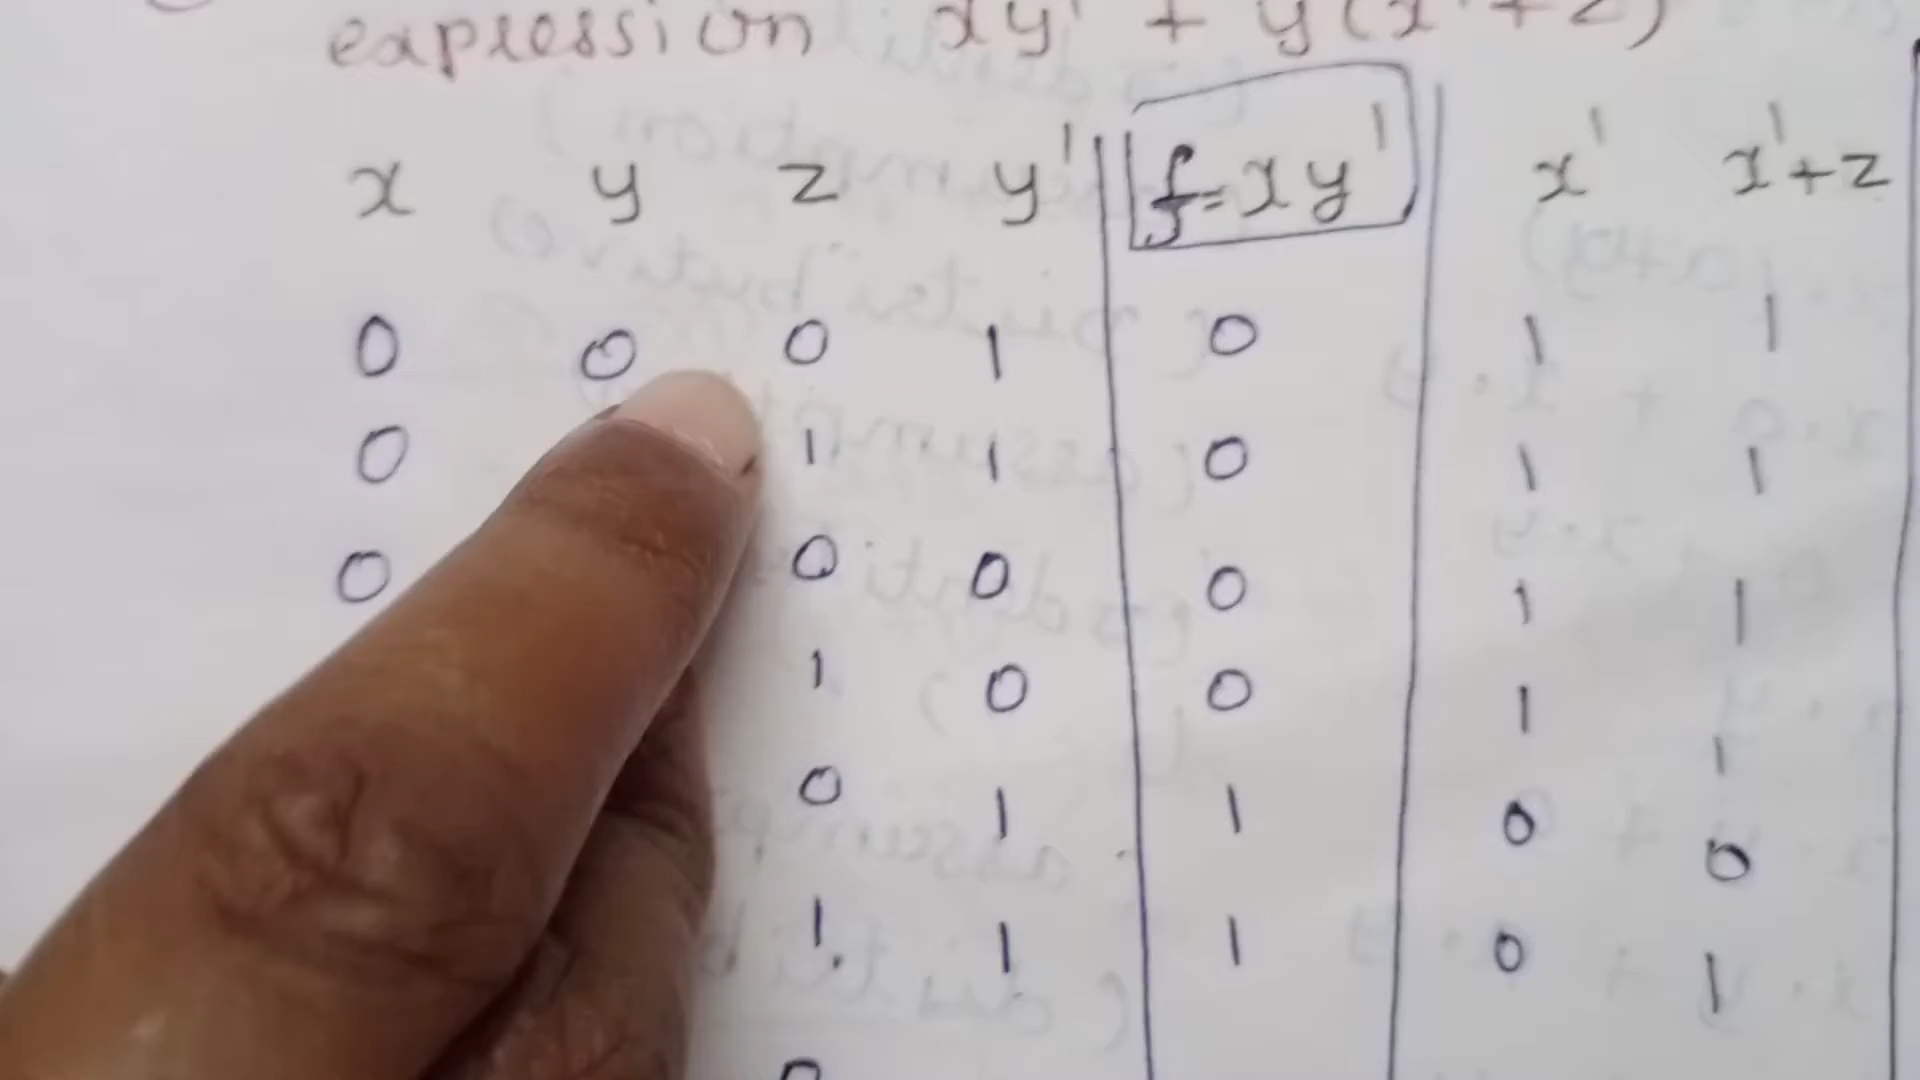 expression xy' + y(x'+z)
x y z y' f=xy' x' x'+z
0 0 0 1 0 1 1
0 1 1 0 1 1
0 0 0 0 1 1
1 0 0 1 1
0 1 1 0 0
1 1 1 0 1